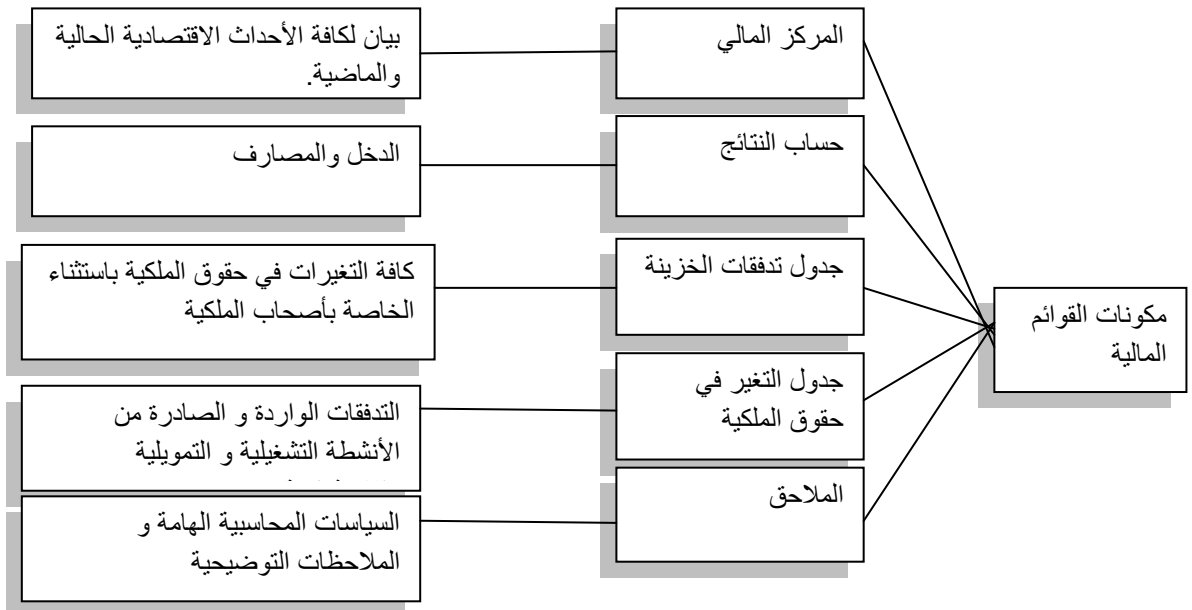 مكونات القوائم
المالية
المركز المالي
بيان لكافة الأحداث الاقتصادية الحالية
والماضية.
حساب النتائج
الدخل والمصارف
جدول تدفقات الخزينة
كافة التغيرات في حقوق الملكية باستثناء
الخاصة بأصحاب الملكية
جدول التغير في
حقوق الملكية
التدفقات الواردة و الصادرة من
الأنشطة التشغيلية و التمويلية
الملاحق
السياسات المحاسبية الهامة و
الملاحظات التوضيحية